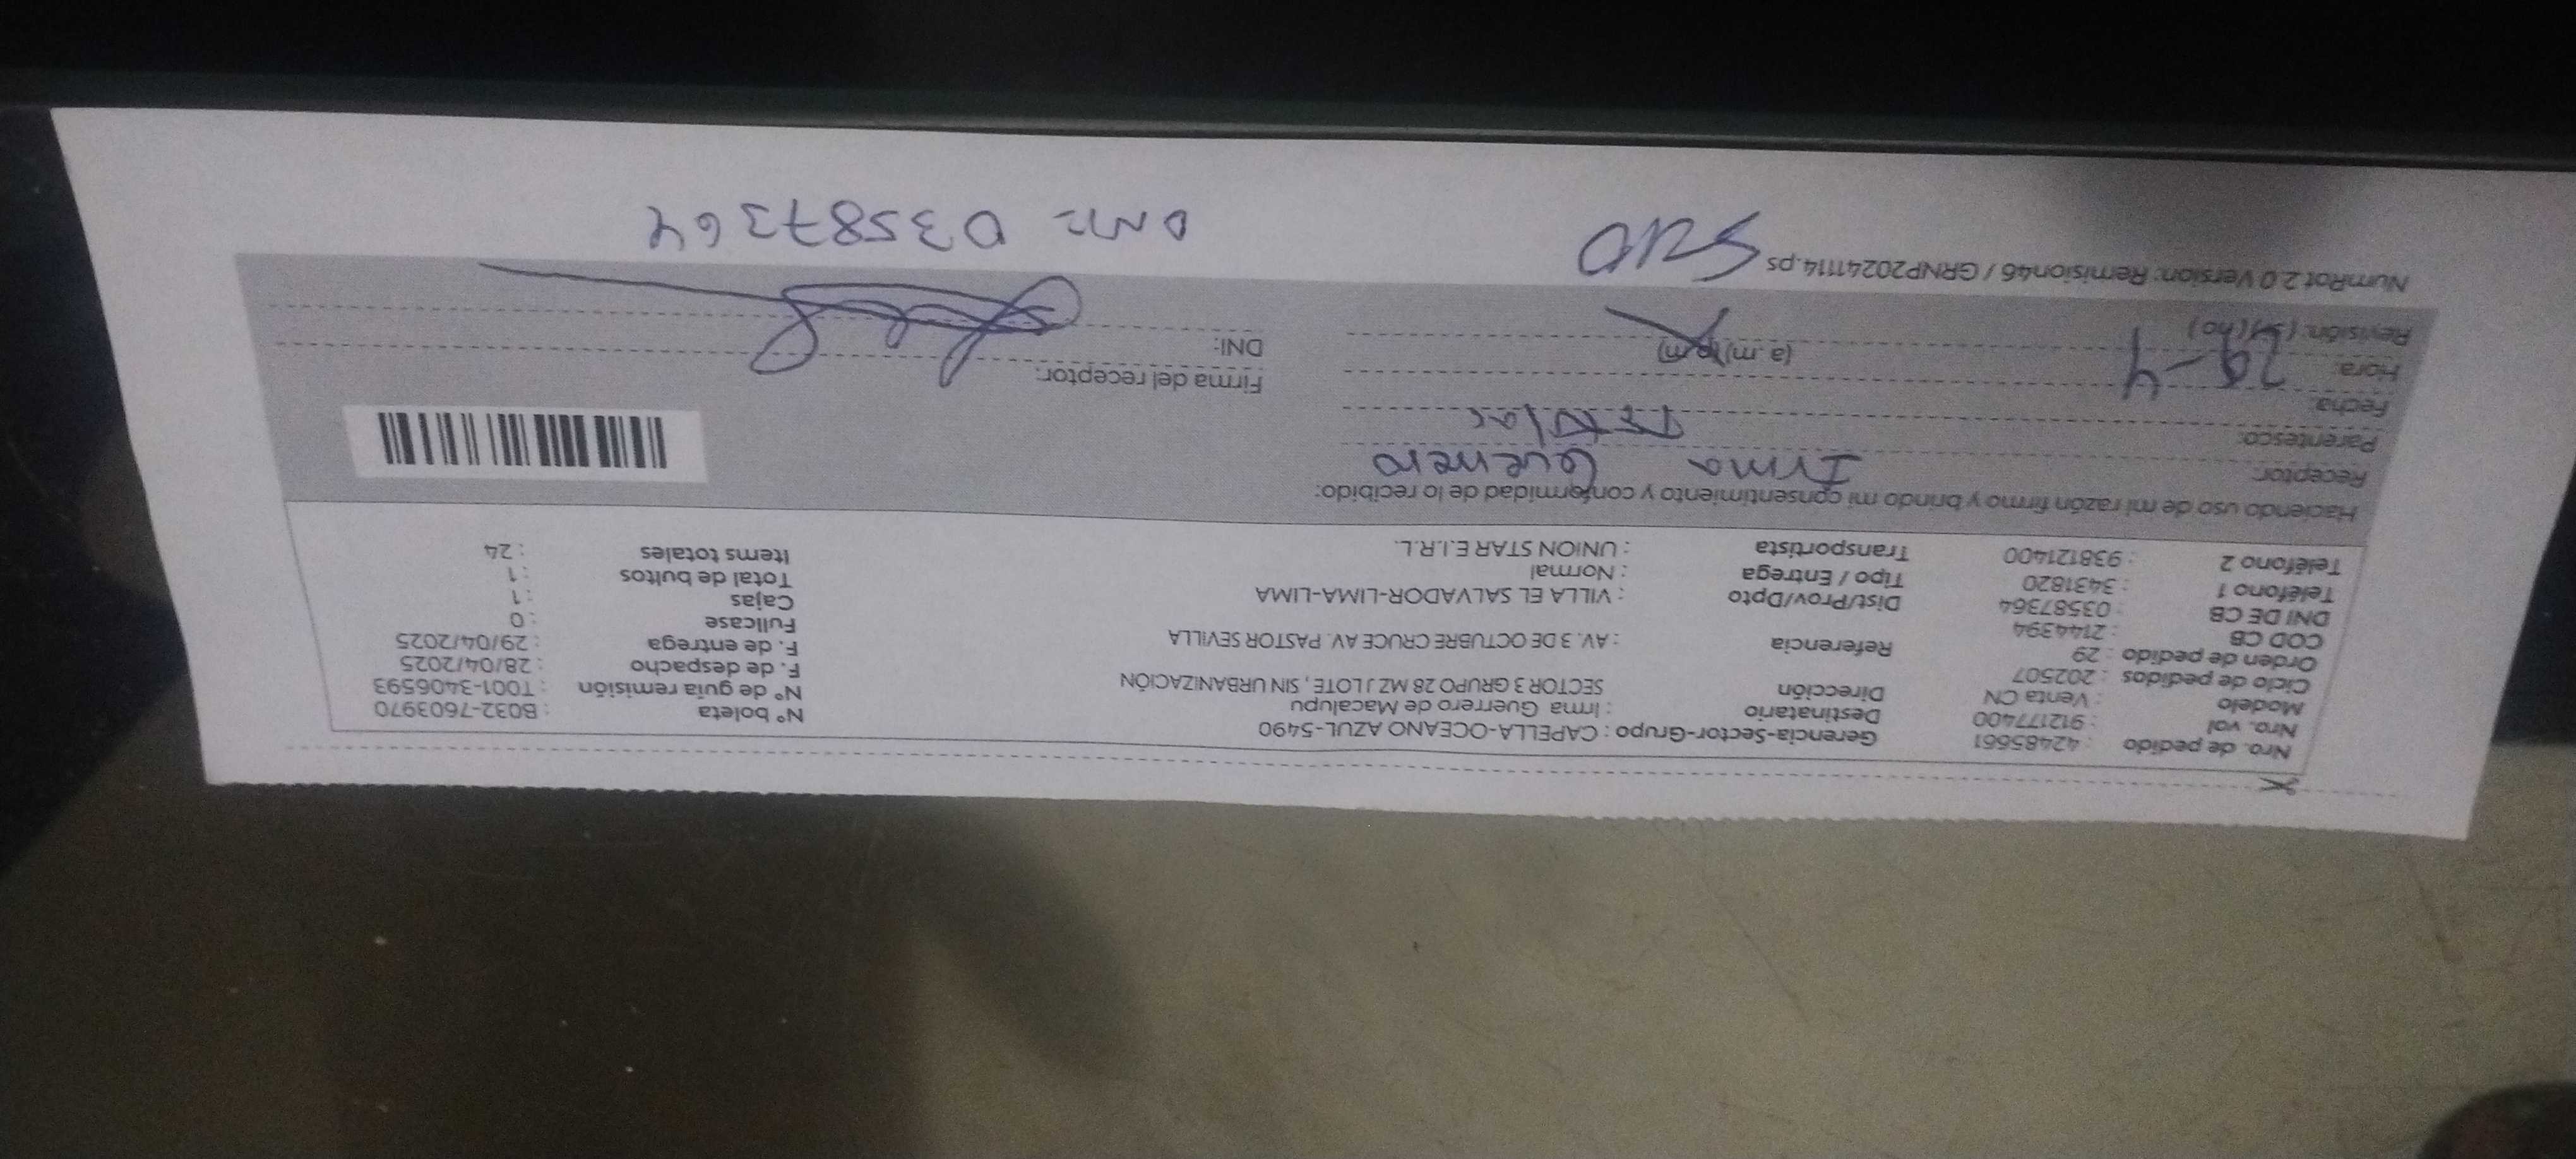 Nro. de pedido : 42485661
Nro. vol : 912177400
Modelo : Venta CN
Ciclo de pedidos : 202507
Orden de pedido : 29
COD CB : 2144394
DNI DE CB : 03587364
Teléfono 1 : 3431820
Teléfono 2 : 938121400
Gerencia-Sector-Grupo : CAPELLA-OCEANO AZUL-5490
Destinatario : Irma Guerrero de Macalupu
Dirección SECTOR 3 GRUPO 28 MZ J LOTE , SIN URBANIZACIÓN
Referencia : AV. 3 DE OCTUBRE CRUCE AV. PASTOR SEVILLA
Dist/Prov/Dpto : VILLA EL SALVADOR-LIMA-LIMA
Tipo / Entrega : Normal
Transportista : UNION STAR E.I.R.L.
N° boleta : B032-7603970
N° de guía remisión : T001-3406593
F. de despacho : 28/04/2025
F. de entrega : 29/04/2025
Fullcase : 0
Cajas : 1
Total de bultos : 1
Items totales : 24
Haciendo uso de mi razón firmo y brindo mi consentimiento y conformidad de lo recibido:
Receptor: Irma Guerrero
Parentesco:
Fecha: 29-4
Hora: (a.m) (p.m)
Revisión: (si) (no)
Firma del receptor:
DNI:
NumRot 2.0 Version: Remision46 / GRNP20241114.ps
DNI= 03587364